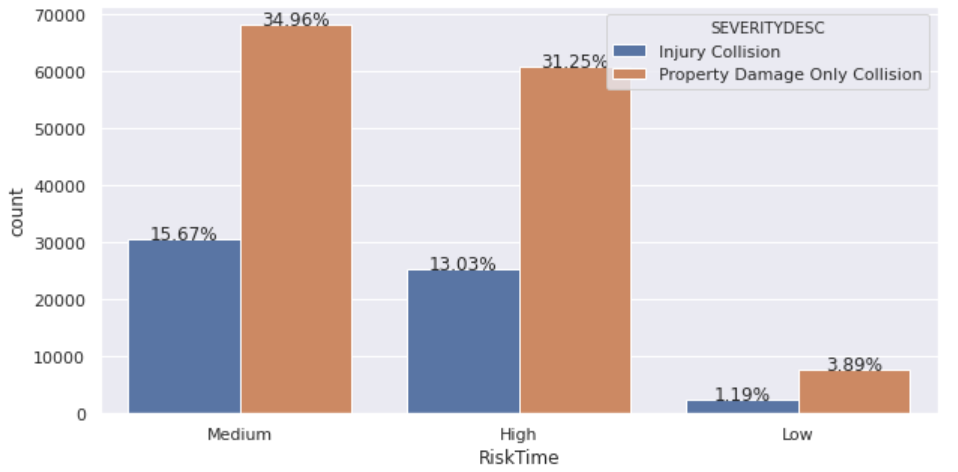 70000
60000
50000
40000
30000
20000
10000
0
count
34.96%
31.25%
15.67%
13.03%
1.19%
3.89%
SEVERITYDESC
Injury Collision
Property Damage Only Collision
Medium
High
Low
RiskTime